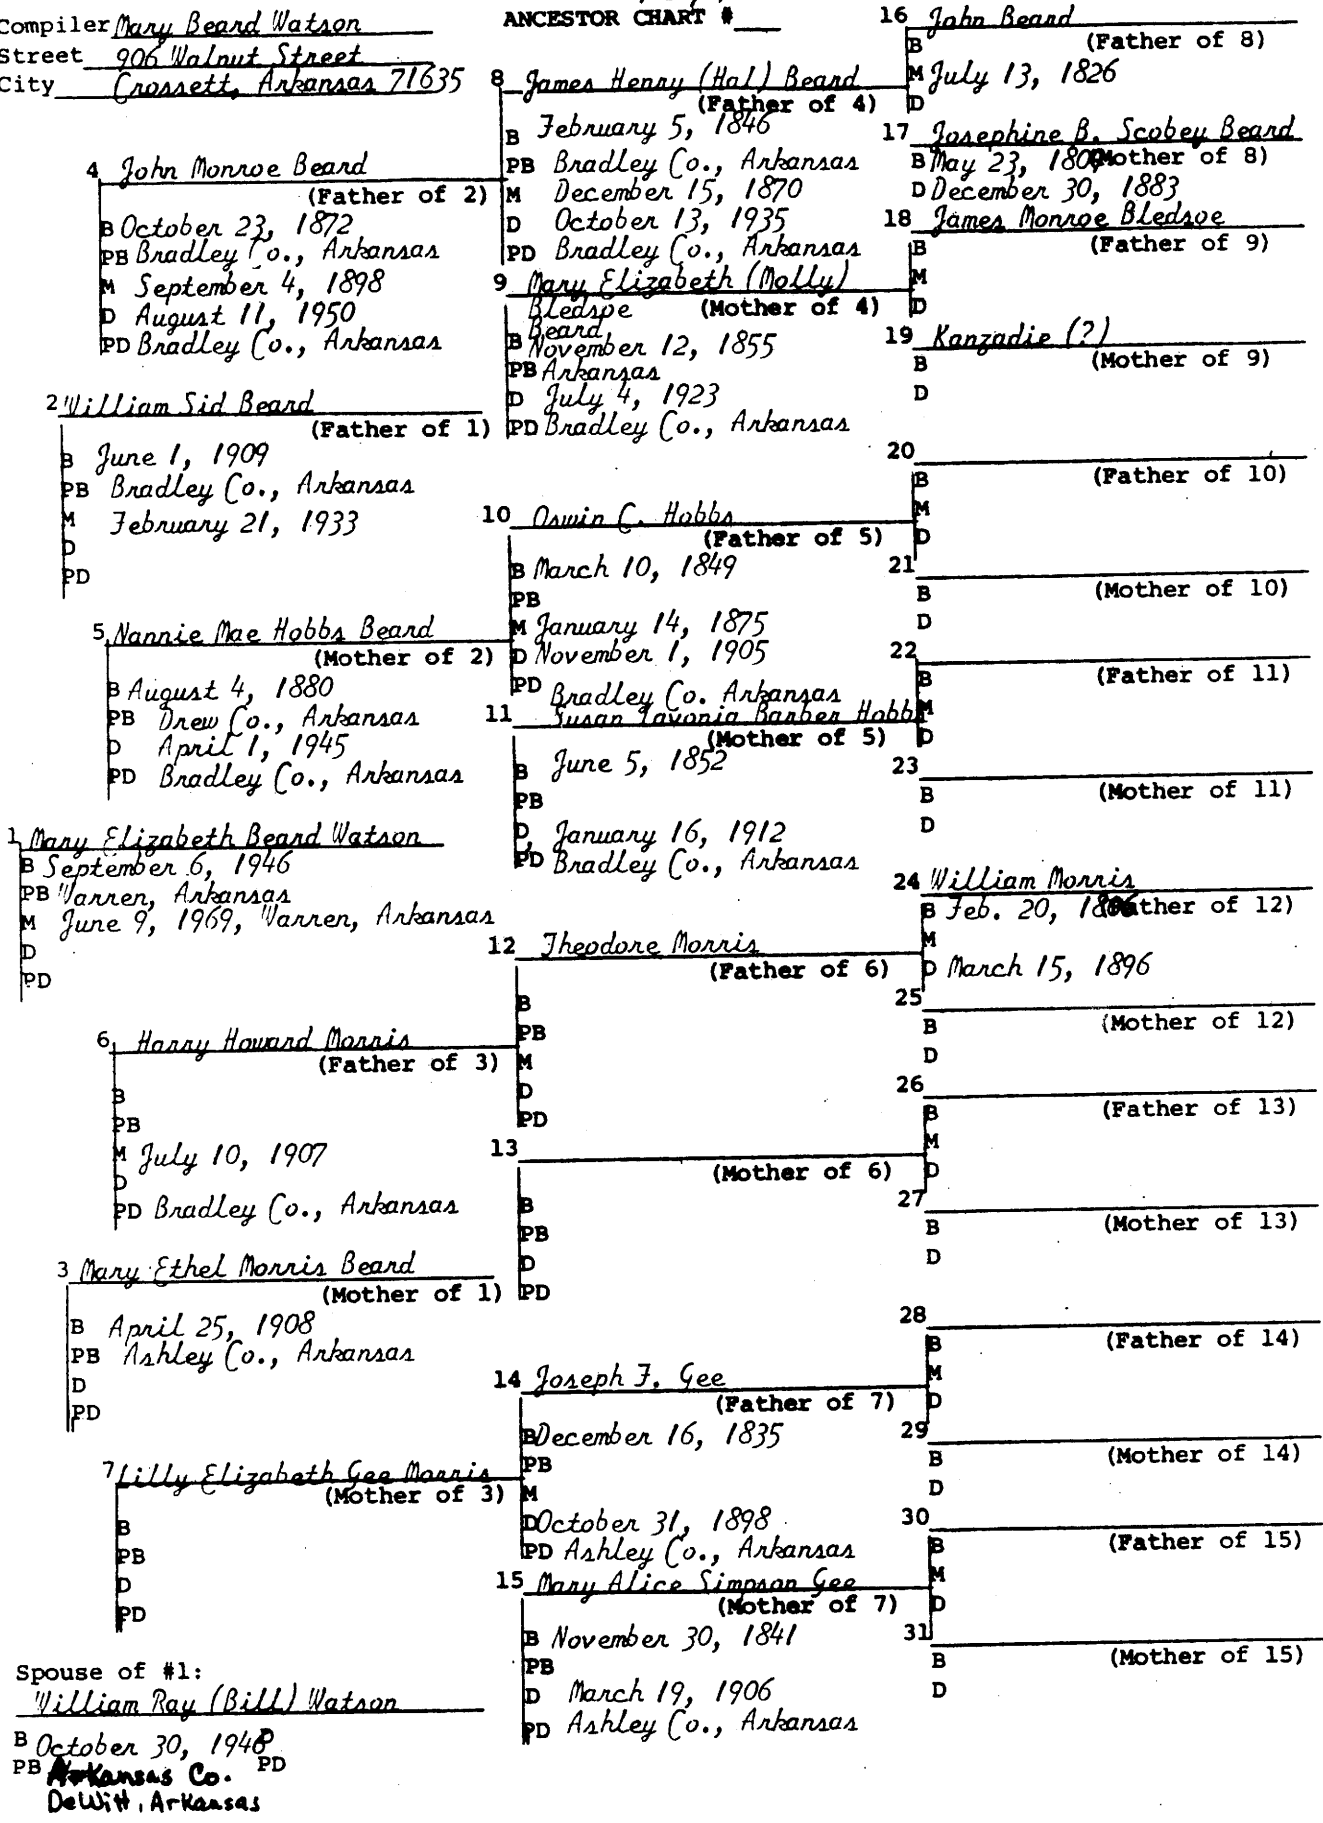 Compiler Mary Beard Watson
Street 906 Walnut Street
City Crossett, Arkansas 71635
ANCESTOR CHART #
1 Mary Elizabeth Beard Watson
B September 6, 1946
PB Warren, Arkansas
M June 9, 1969, Warren, Arkansas
D
PD
2 William Sid Beard
(Father of 1)
B June 1, 1909
PB Bradley Co., Arkansas
M February 21, 1933
D
PD
3 Mary Ethel Morris Beard
(Mother of 1)
B April 25, 1908
PB Ashley Co., Arkansas
D
PD
4 John Monroe Beard
(Father of 2)
B October 23, 1872
PB Bradley Co., Arkansas
M September 4, 1898
D August 11, 1950
PD Bradley Co., Arkansas
5 Nannie Mae Hobbs Beard
(Mother of 2)
B August 4, 1880
PB Drew Co., Arkansas
D April 1, 1945
PD Bradley Co., Arkansas
6 Harry Howard Morris
(Father of 3)
B
PB
M July 10, 1907
D
PD Bradley Co., Arkansas
7 Lilly Elizabeth Gee Morris
(Mother of 3)
B
PB
D
PD
Spouse of #1:
William Ray (Bill) Watson
B October 30, 194
PB Arkansas Co. PD
DeWitt, Arkansas
8 James Henry (Hal) Beard
(Father of 4)
B February 5, 1846
PB Bradley Co., Arkansas
M December 15, 1870
D October 13, 1935
PD Bradley Co., Arkansas
9 Mary Elizabeth (Molly)
(Mother of 4)
Bledsoe
Beard
B November 12, 1855
PB Arkansas
D July 4, 1923
PD Bradley Co., Arkansas
10 Oswin C. Hobbs
(Father of 5)
B March 10, 1849
PB
M January 14, 1875
D November 1, 1905
PD Bradley Co. Arkansas
11 Susan Lavonia Barber Hobbs
(Mother of 5)
B June 5, 1852
PB
D January 16, 1912
PD Bradley Co., Arkansas
12 Theodore Morris
(Father of 6)
B
PB
M
D
PD
13
(Mother of 6)
B
PB
D
PD
14 Joseph F. Gee
(Father of 7)
B December 16, 1835
PB
M
D October 31, 1898
PD Ashley Co., Arkansas
15 Mary Alice Simpson Gee
(Mother of 7)
B November 30, 1841
PB
D March 19, 1906
PD Ashley Co., Arkansas
16 John Beard
(Father of 8)
B
M July 13, 1826
D
17 Josephine B. Scobey Beard
(Mother of 8)
B May 23, 1809
D December 30, 1883
18 James Monroe Bledsoe
(Father of 9)
B
M
D
19 Kanzadie (?)
(Mother of 9)
B
D
20
(Father of 10)
B
M
D
21
(Mother of 10)
B
D
22
(Father of 11)
B
M
D
23
(Mother of 11)
B
D
24 William Morris
(Father of 12)
B Feb. 20,
M
D March 15, 1896
25
(Mother of 12)
B
D
26
(Father of 13)
B
M
D
27
(Mother of 13)
B
D
28
(Father of 14)
B
M
D
29
(Mother of 14)
B
D
30
(Father of 15)
B
M
D
31
(Mother of 15)
B
D